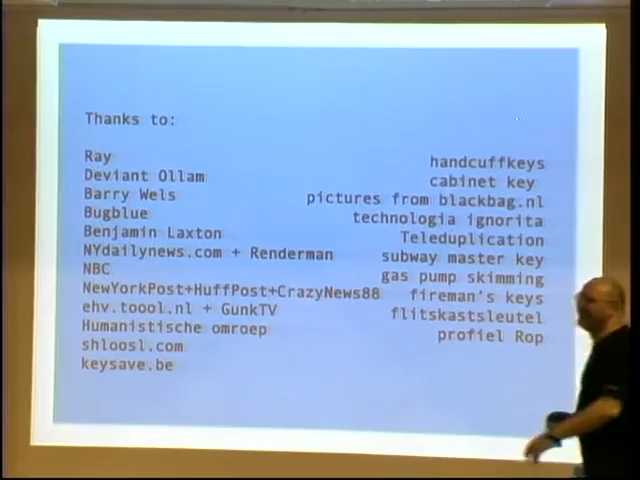 Thanks to:
Ray handcuffkeys
Deviant Ollam cabinet key
Barry Wels pictures from blackbag.nl
Bugblue technologia ignorita
Benjamin Laxton Teleduplication
NYdailynews.com + Renderman subway master key
NBC gas pump skimming
NewYorkPost+HuffPost+CrazyNews88 fireman's keys
ehv.toool.nl + GunkTV flitskastsleutel
Humanistische omroep profiel Rop
shloosl.com
keysave.be